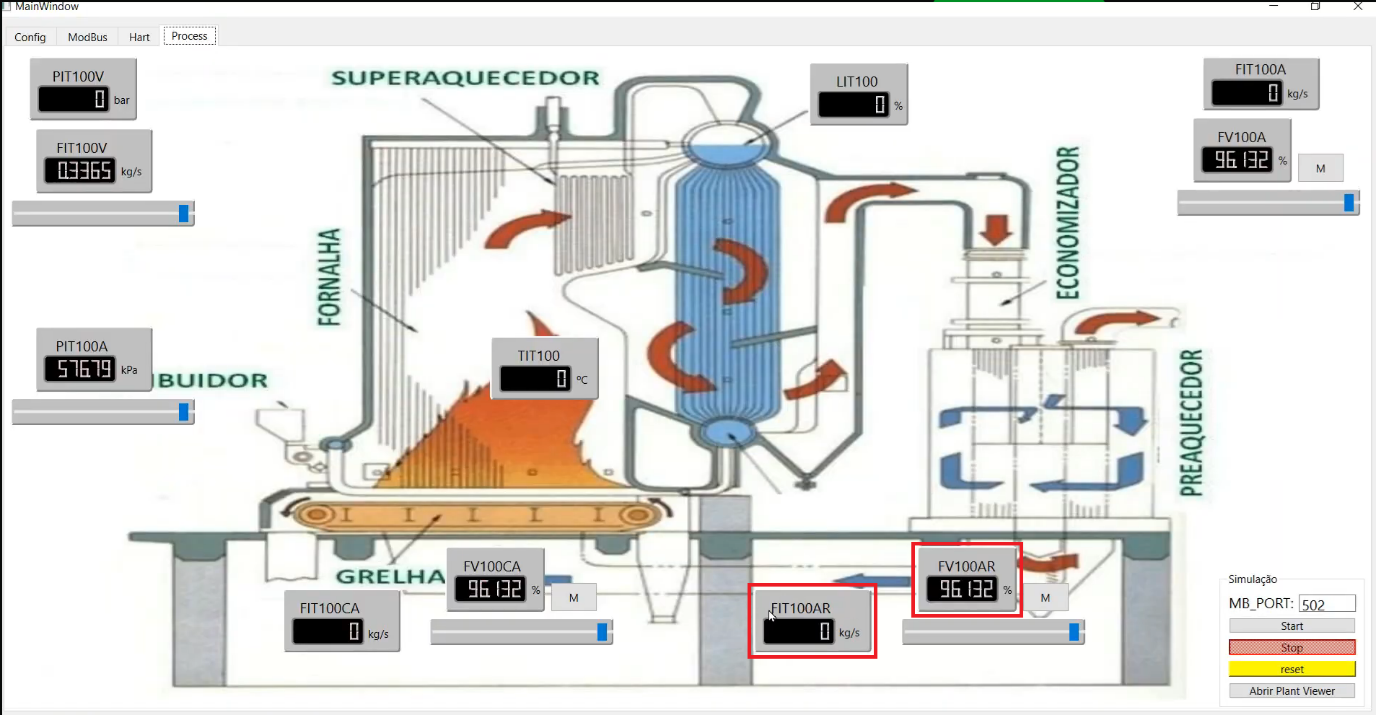 MainWindow
Config
ModBus
Hart
Process
PIT100V
0 bar
FIT100V
0.3365 kg/s
SUPERAQUECEDOR
LIT100
0 %
FIT100A
0 kg/s
FV100A
96.132 %
M
FORNALHA
ECONOMIZADOR
PIT100A
57.679 kPa
IBUIDOR
TIT100
0 ºC
PREAQUECEDOR
GRELHA
FV100CA
96.132 %
M
FIT100CA
0 kg/s
FIT100AR
0 kg/s
FV100AR
96.132 %
M
Simulação
MB_PORT: 502
Start
Stop
reset
Abrir Plant Viewer